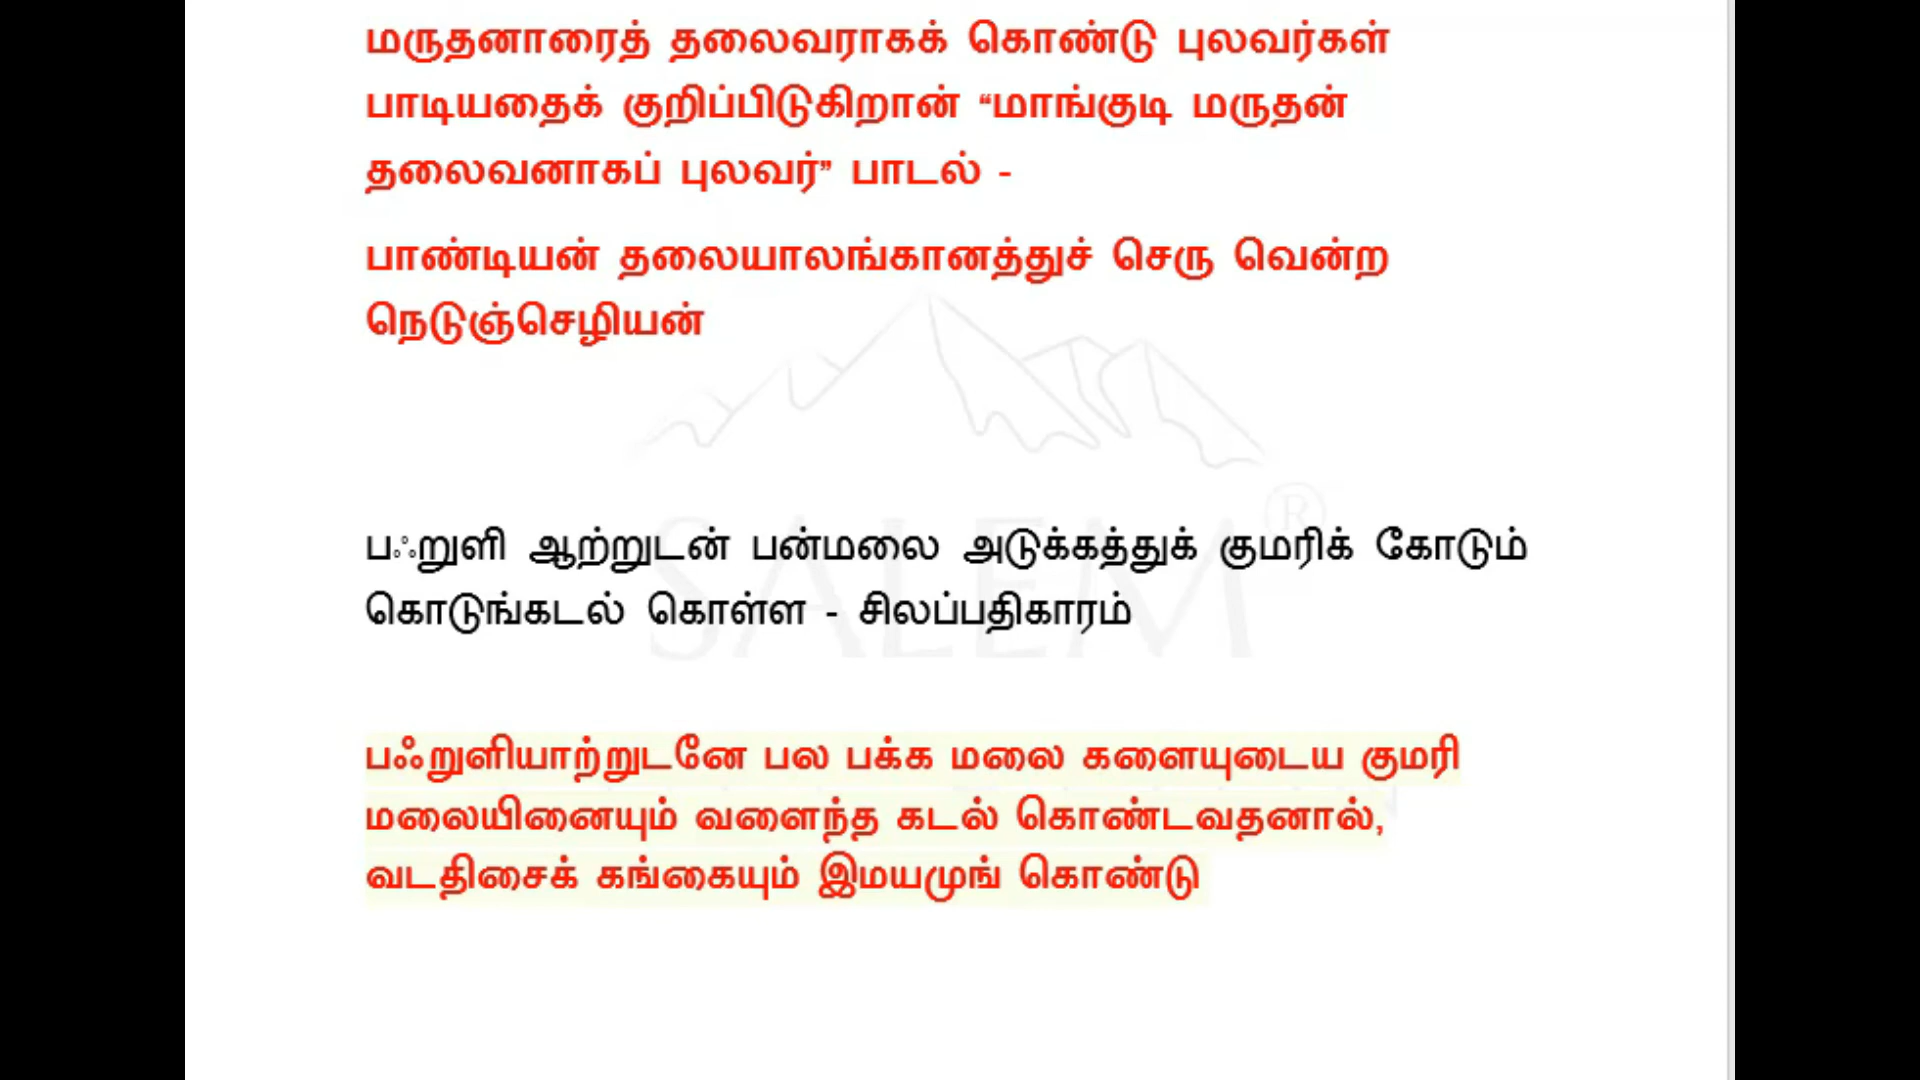 மருதனாரைத் தலைவராகக் கொண்டு புலவர்கள்
பாடியதைக் குறிப்பிடுகிறான் “மாங்குடி மருதன்
தலைவனாகப் புலவர்” பாடல் -
பாண்டியன் தலையாலங்கானத்துச் செரு வென்ற
நெடுஞ்செழியன்
பஃறுளி ஆற்றுடன் பன்மலை அடுக்கத்துக் குமரிக் கோடும்
கொடுங்கடல் கொள்ள - சிலப்பதிகாரம்
SALEM ®
பஃறுளியாற்றுடனே பல பக்க மலை களையுடைய குமரி
மலையினையும் வளைந்த கடல் கொண்டவதனால்,
வடதிசைக் கங்கையும் இமயமுங் கொண்டு